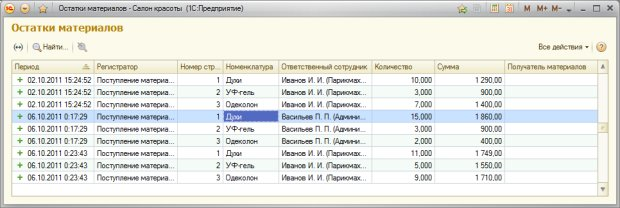 Остатки материалов - Салон красоты (1С:Предприятие)
M M+ M-
Остатки материалов
Найти... Все действия
Период Регистратор Номер стр... Номенклатура Ответственный сотрудник Количество Сумма Получатель материалов
02.10.2011 15:24:52 Поступление материа... 1 Духи Иванов И. И. (Парикмах... 10,000 1 290,00
02.10.2011 15:24:52 Поступление материа... 2 УФ-гель Иванов И. И. (Парикмах... 3,000 900,00
02.10.2011 15:24:52 Поступление материа... 3 Одеколон Иванов И. И. (Парикмах... 7,000 1 400,00
06.10.2011 0:17:29 Поступление материа... 1 Духи Васильев П. П. (Админи... 15,000 1 860,00
06.10.2011 0:17:29 Поступление материа... 2 УФ-гель Васильев П. П. (Админи... 3,000 900,00
06.10.2011 0:17:29 Поступление материа... 3 Одеколон Васильев П. П. (Админи... 2,000 400,00
06.10.2011 0:23:43 Поступление материа... 1 Духи Иванов И. И. (Парикмах... 11,000 1 749,00
06.10.2011 0:23:43 Поступление материа... 2 УФ-гель Иванов И. И. (Парикмах... 5,000 1 550,00
06.10.2011 0:23:43 Поступление материа... 3 Одеколон Иванов И. И. (Парикмах... 9,000 1 710,00